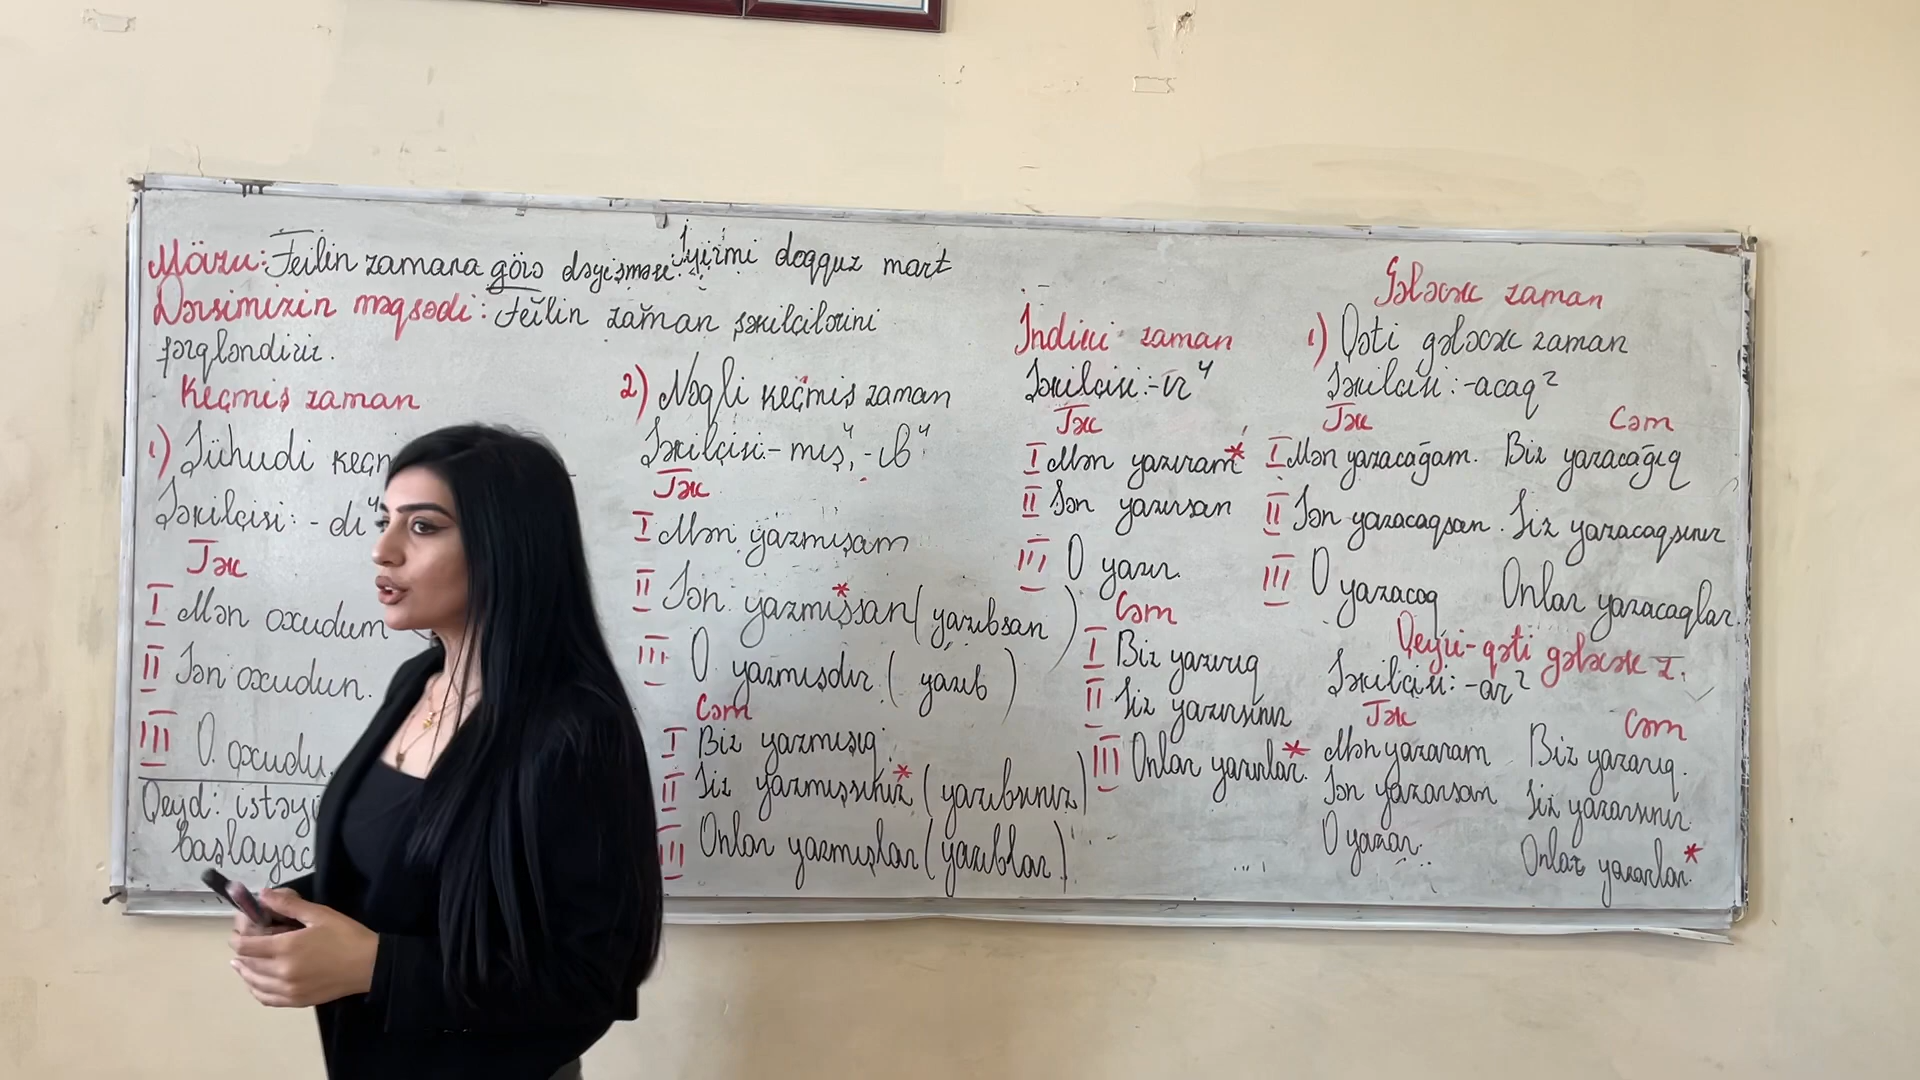 Mövzu: Feilin zamana görə dəyişməsi. İyirmi doqquz mart
Dərsimizin məqsədi: Feilin zaman şəkilçilərini
fərqləndirir.
Keçmiş zaman
1) Şühudi keçm
Şəkilçisi: -dı⁴
Tək
I Mən oxudum
II Sən oxudun.
III O oxudu.
Qeyd: istəyi
başlayac
2) Nəqli keçmiş zaman
Şəkilçisi - mış⁴, -ıb⁴
Tək
I Mən yazmışam
II Sən yazmışsan* (yazıbsan)
III O yazmışdır. (yazıb)
Cəm
I Biz yazmışıq.
II Siz yazmışsınız* (yazıbsınız)
III Onlar yazmışlar (yazıblar)
İndiki zaman
Şəkilçisi: -ır⁴
Tək
I Mən yazıram*
II Sən yazırsan
III O yazır.
Cəm
I Biz yazırıq
II Siz yazırsınız
III Onlar yazırlar.*
Gələcək zaman
1) Qəti gələcək zaman
Şəkilçisi: -acaq²
Tək Cəm
I Mən yazacağam. Biz yazacağıq
II Sən yazacaqsan. Siz yazacaqsınız
III O yazacaq Onlar yazacaqlar.
Qeyri-qəti gələcək z.
Şəkilçisi: -ar²
Tək Cəm
Mən yazaram Biz yazarıq.
Sən yazarsan Siz yazarsınız.
O yazar. Onlar yazarlar.*